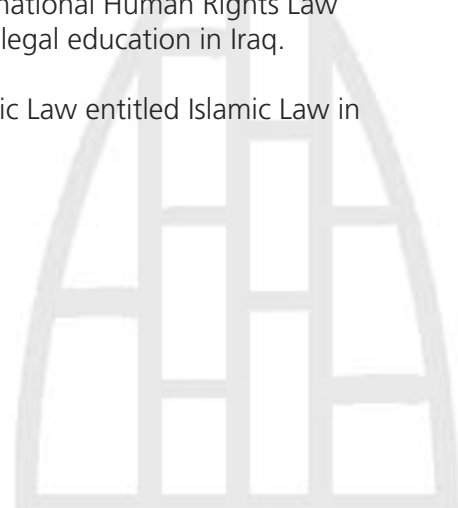 national Human Rights Law
legal education in Iraq.
ic Law entitled Islamic Law in